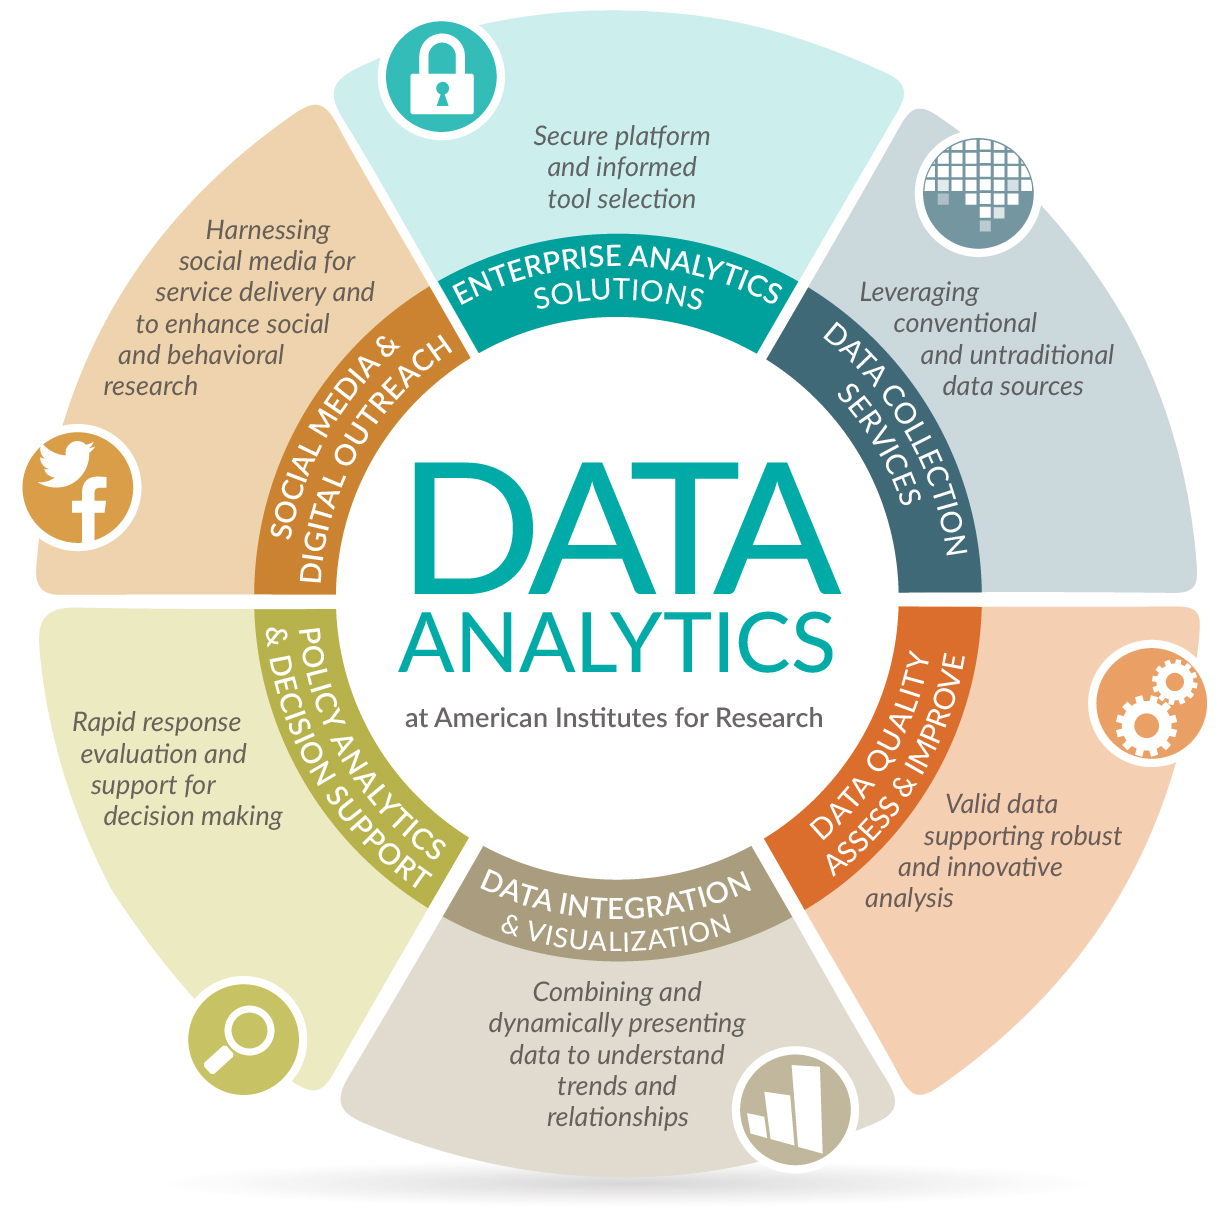 Secure platform
and informed
tool selection
ENTERPRISE ANALYTICS
SOLUTIONS
Leveraging
conventional
and untraditional
data sources
DATA COLLECTION
SERVICES
Valid data
supporting robust
and innovative
analysis
DATA QUALITY
ASSESS & IMPROVE
DATA INTEGRATION
& VISUALIZATION
Combining and
dynamically presenting
data to understand
trends and
relationships
Rapid response
evaluation and
support for
decision making
POLICY ANALYTICS
& DECISION SUPPORT
Harnessing
social media for
service delivery and
to enhance social
and behavioral
research
SOCIAL MEDIA &
DIGITAL OUTREACH
DATA
ANALYTICS
at American Institutes for Research